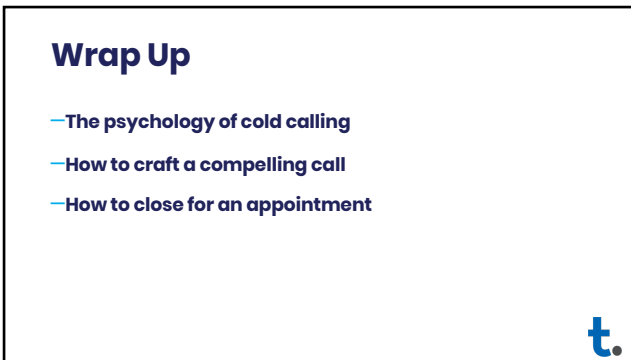 Wrap Up
–The psychology of cold calling
–How to craft a compelling call
–How to close for an appointment
t.